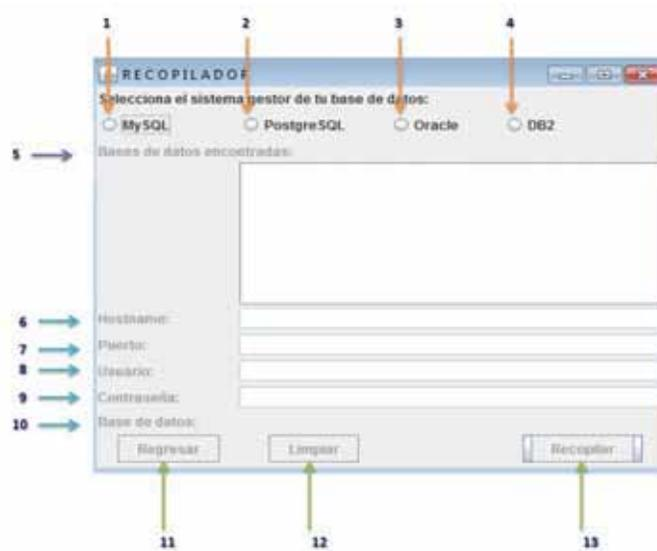 1 2 3 4
RECOPILADOR
Selecciona el sistema gestor de tu base de datos:
MySQL PostgreSQL Oracle DB2
5 Bases de datos encontradas:
6 Hostname:
7 Puerto:
8 Usuario:
9 Contraseña:
10 Base de datos:
Regresar Limpiar Recopilar
11 12 13